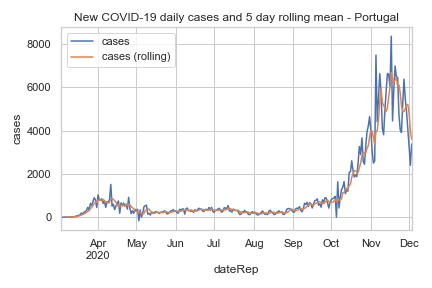 New COVID-19 daily cases and 5 day rolling mean - Portugal
cases
cases (rolling)
8000
6000
4000
2000
0
cases
Apr
2020
May
Jun
Jul
Aug
Sep
Oct
Nov
Dec
dateRep